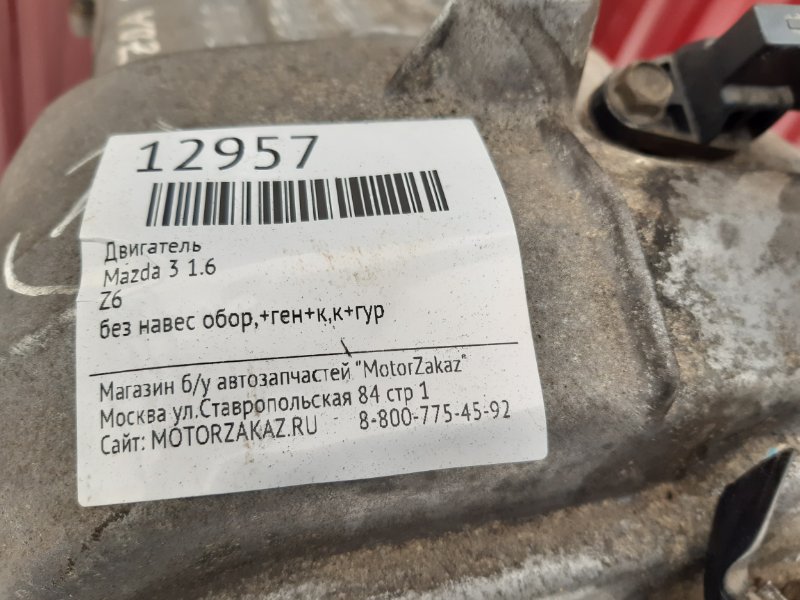 12957
Двигатель
Mazda 3 1.6
Z6
без навес обор,+ген+к,к+гур
Магазин б/у автозапчастей "MotorZakaz"
Москва ул.Ставропольская 84 стр 1
Сайт: MOTORZAKAZ.RU 8-800-775-45-92